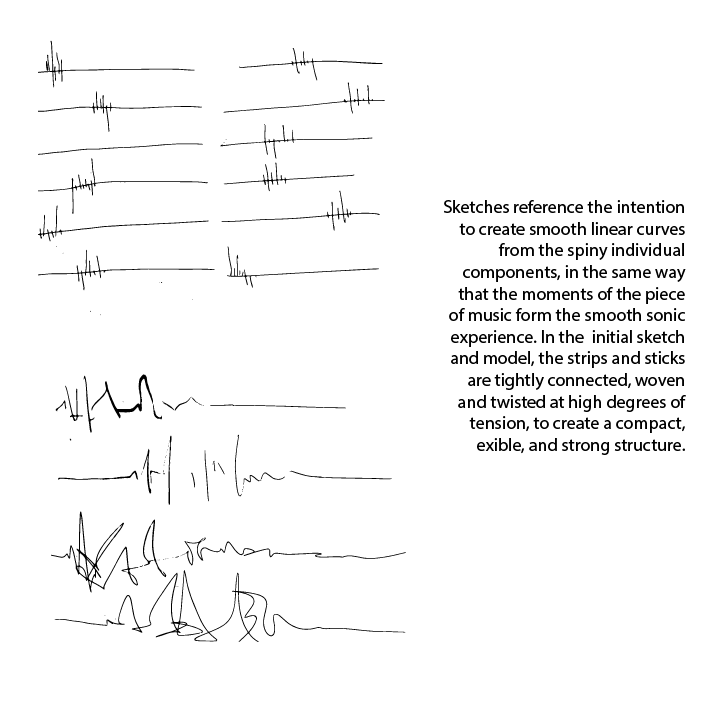 Sketches reference the intention
to create smooth linear curves
from the spiny individual
components, in the same way
that the moments of the piece
of music form the smooth sonic
experience. In the  initial sketch
and model, the strips and sticks
are tightly connected, woven
and twisted at high degrees of
tension, to create a compact,
exible, and strong structure.